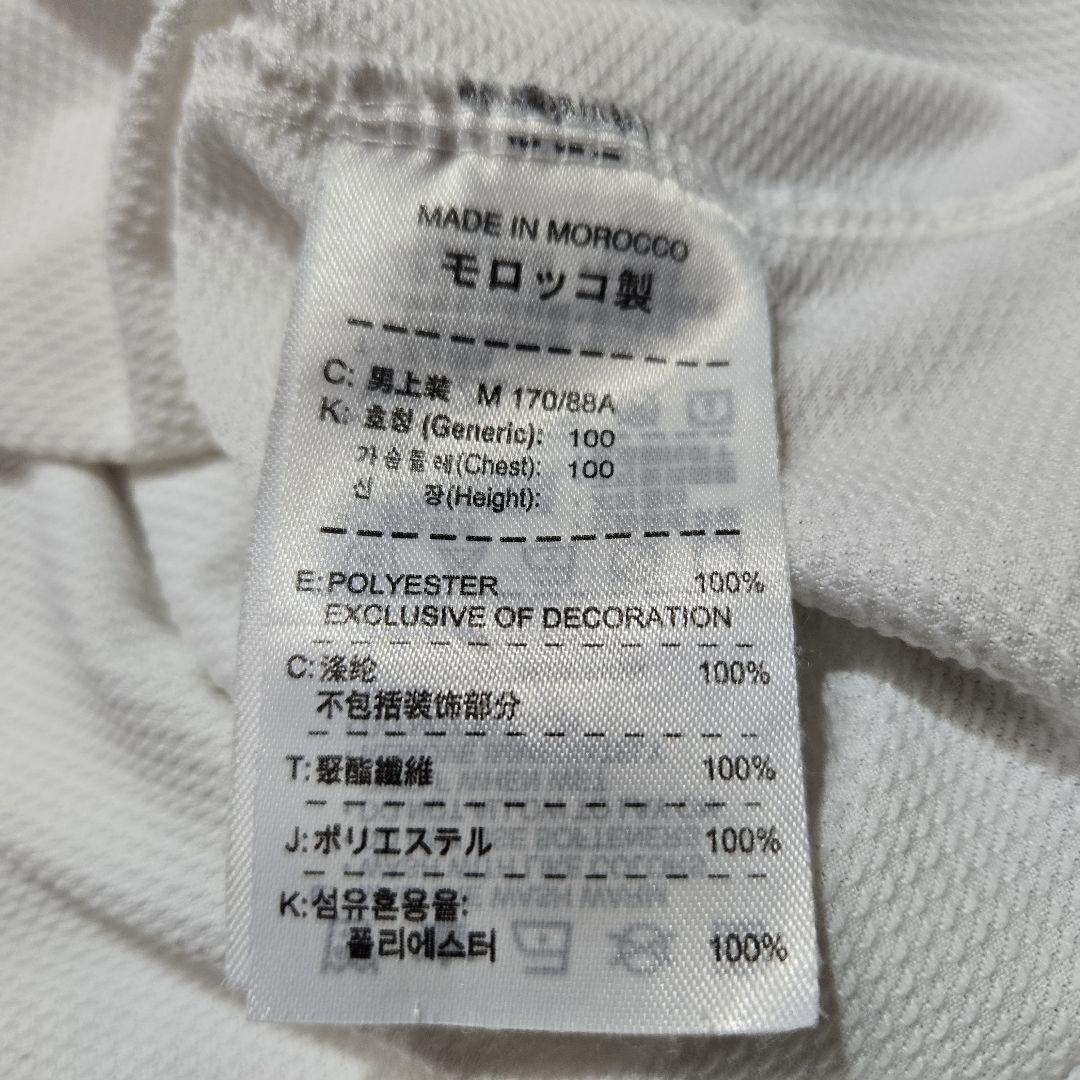 MADE IN MOROCCO
モロッコ製
C: 男上装 M 170/88A
K: 호칭 (Generic): 100
가슴둘레(Chest): 100
신 장(Height):
E: POLYESTER 100%
EXCLUSIVE OF DECORATION
C: 涤纶 100%
不包括装饰部分
T: 聚酯纖維 100%
J: ポリエステル 100%
K: 섬유혼용율:
폴리에스터 100%